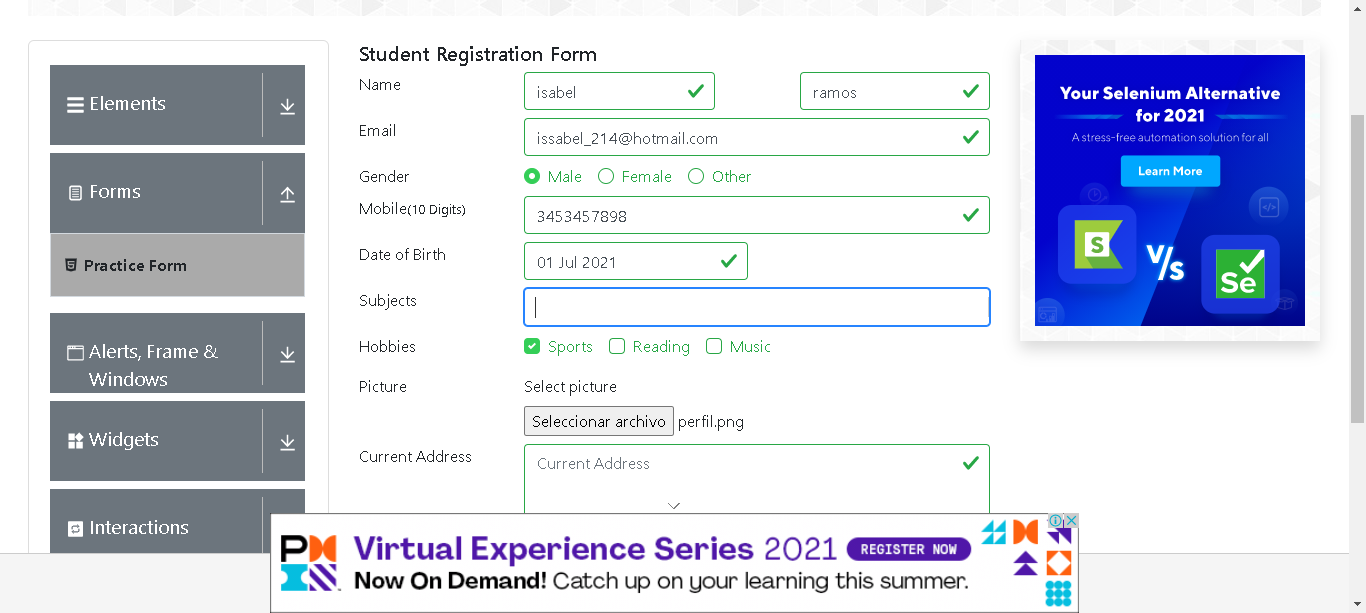 Elements
Forms
Practice Form
Alerts, Frame &
Windows
Widgets
Interactions
Student Registration Form
Name
isabel
ramos
Email
issabel_214@hotmail.com
Gender
Male
Female
Other
Mobile(10 Digits)
3453457898
Date of Birth
01 Jul 2021
Subjects
Hobbies
Sports
Reading
Music
Picture
Select picture
Seleccionar archivo
perfil.png
Current Address
Current Address
Your Selenium Alternative
for 2021
A stress-free automation solution for all
Learn More
S
V/s
Se
PMI
Virtual Experience Series 2021
REGISTER NOW
Now On Demand! Catch up on your learning this summer.